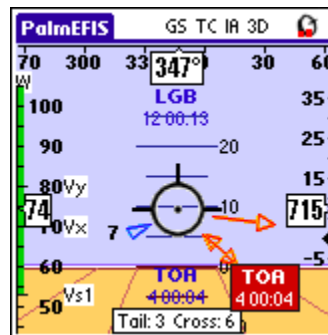 PalmEFIS GS TC IA 3D
70 300 33 347° 30 60
W
100
LGB
12 00.13
35
90
20
25
80 Vy
15
74
10
715
70 Vx
7
-5
60
TOA
0
TOA
4 00:04
4 00:04
50 Vs1
Tail: 3 Cross: 6